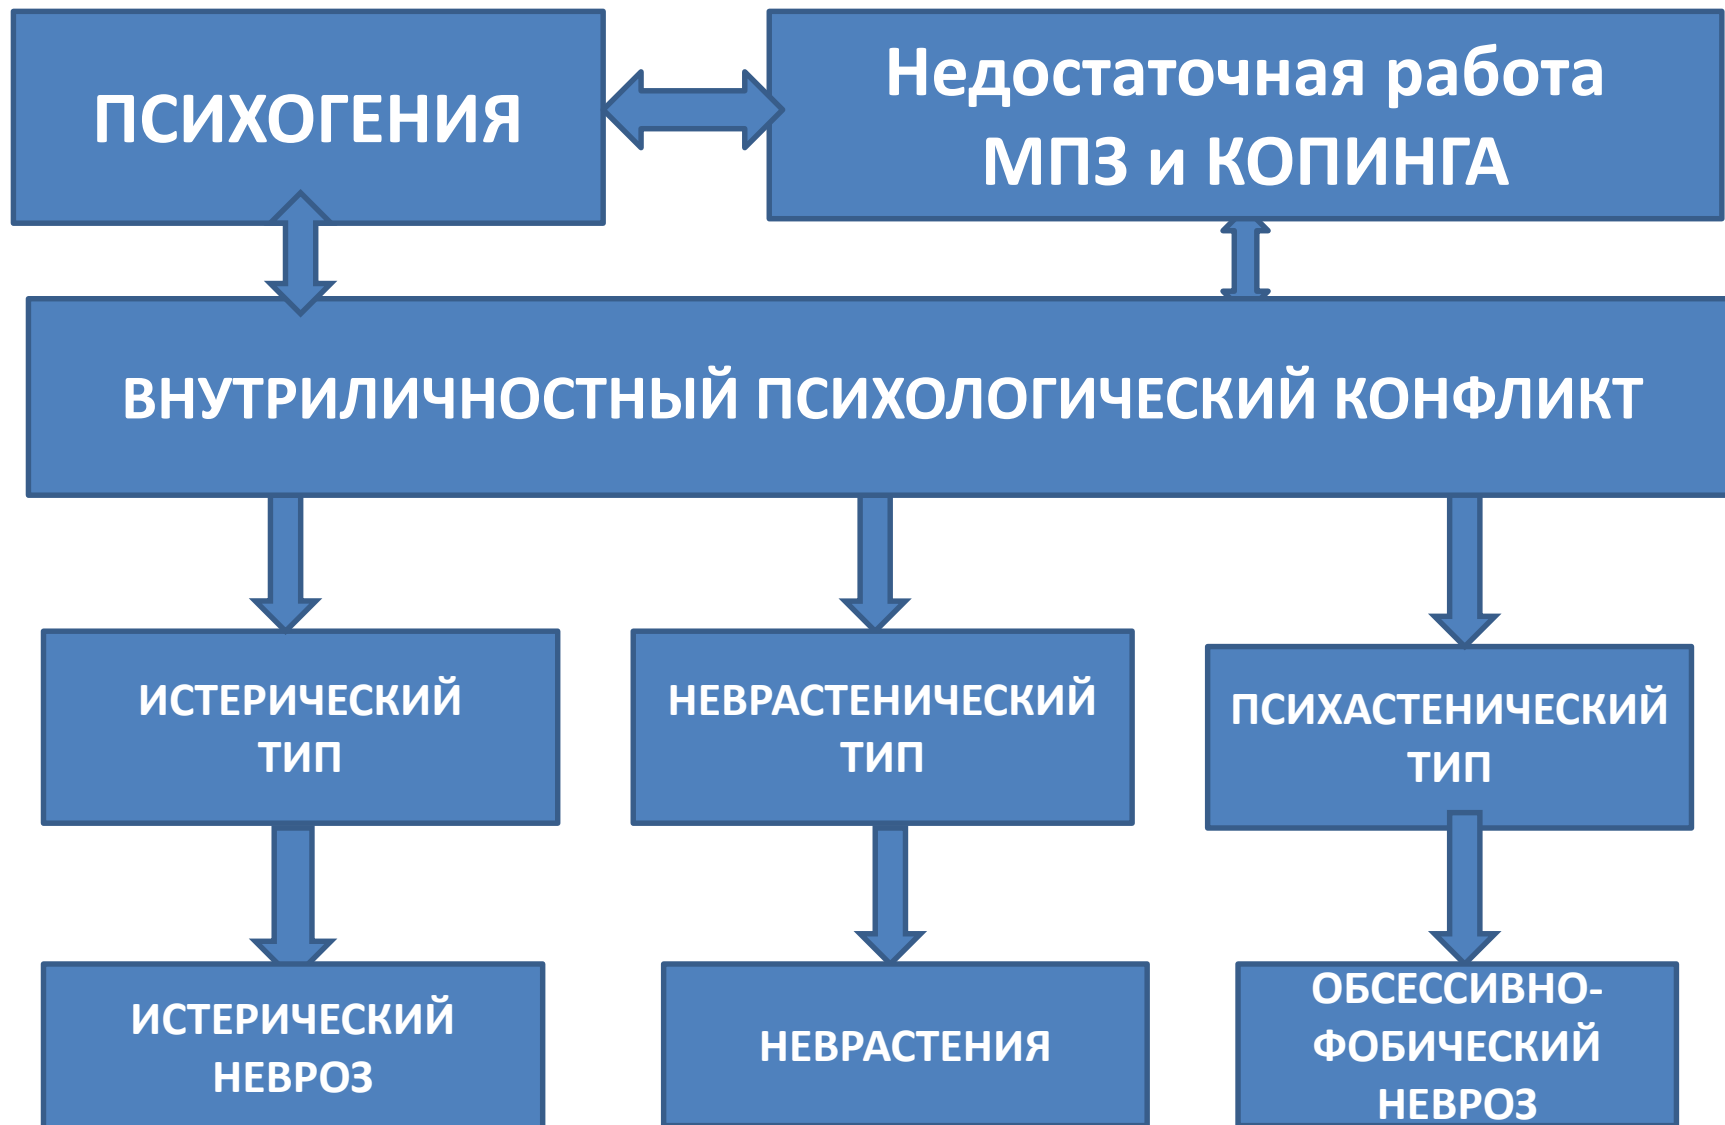 ПСИХОГЕНИЯ
Недостаточная работа
МПЗ и КОПИНГА
ВНУТРИЛИЧНОСТНЫЙ ПСИХОЛОГИЧЕСКИЙ КОНФЛИКТ
ИСТЕРИЧЕСКИЙ
ТИП
НЕВРАСТЕНИЧЕСКИЙ
ТИП
ПСИХАСТЕНИЧЕСКИЙ
ТИП
ИСТЕРИЧЕСКИЙ
НЕВРОЗ
НЕВРАСТЕНИЯ
ОБСЕССИВНО-
ФОБИЧЕСКИЙ
НЕВРОЗ